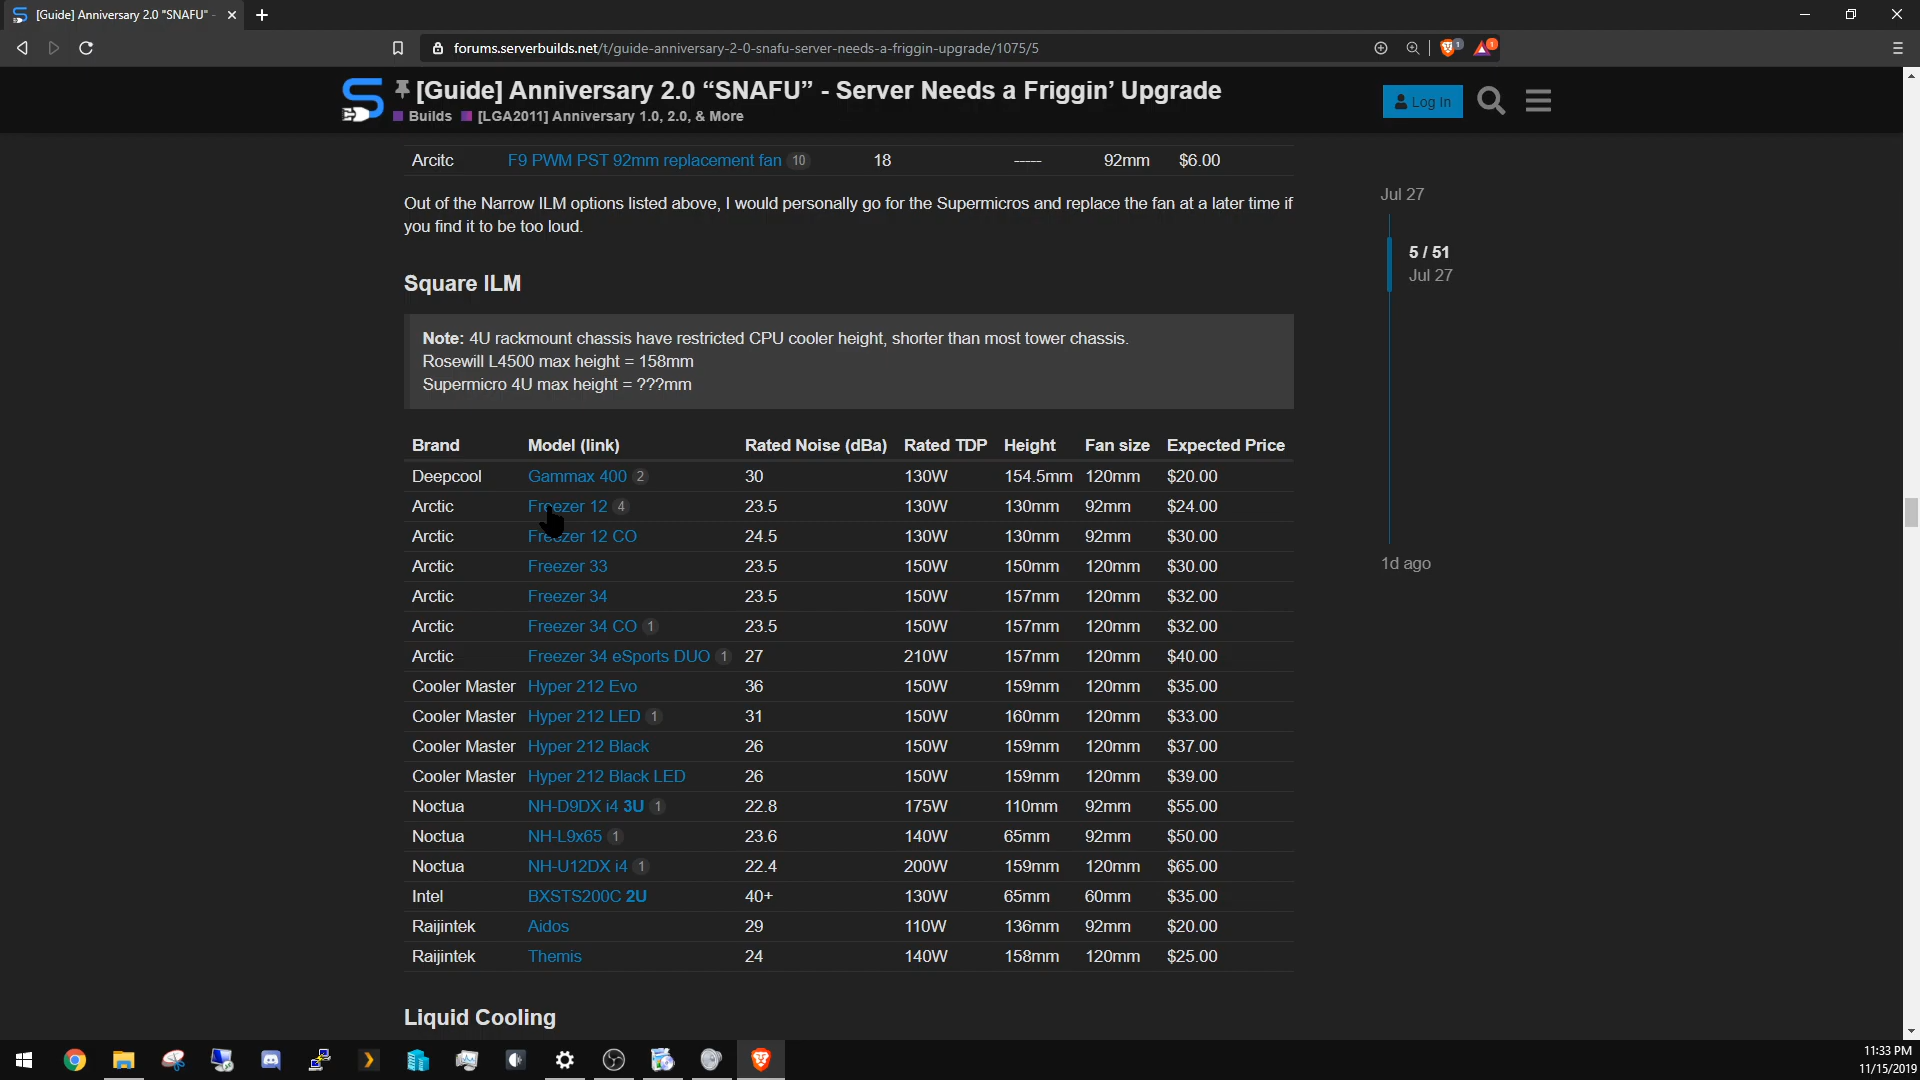 [Guide] Anniversary 2.0 "SNAFU" -
forums.serverbuilds.net/t/guide-anniversary-2-0-snafu-server-needs-a-friggin-upgrade/1075/5
1
1
[Guide] Anniversary 2.0 “SNAFU” - Server Needs a Friggin’ Upgrade
Builds [LGA2011] Anniversary 1.0, 2.0, & More
Log In
Arcitc F9 PWM PST 92mm replacement fan 10 18 ----- 92mm $6.00
Out of the Narrow ILM options listed above, I would personally go for the Supermicros and replace the fan at a later time if
you find it to be too loud.
Jul 27
5 / 51
Jul 27
1d ago
Square ILM
Note: 4U rackmount chassis have restricted CPU cooler height, shorter than most tower chassis.
Rosewill L4500 max height = 158mm
Supermicro 4U max height = ???mm
Brand Model (link) Rated Noise (dBa) Rated TDP Height Fan size Expected Price
Deepcool Gammax 400 2 30 130W 154.5mm 120mm $20.00
Arctic Freezer 12 4 23.5 130W 130mm 92mm $24.00
Arctic Freezer 12 CO 24.5 130W 130mm 92mm $30.00
Arctic Freezer 33 23.5 150W 150mm 120mm $30.00
Arctic Freezer 34 23.5 150W 157mm 120mm $32.00
Arctic Freezer 34 CO 1 23.5 150W 157mm 120mm $32.00
Arctic Freezer 34 eSports DUO 1 27 210W 157mm 120mm $40.00
Cooler Master Hyper 212 Evo 36 150W 159mm 120mm $35.00
Cooler Master Hyper 212 LED 1 31 150W 160mm 120mm $33.00
Cooler Master Hyper 212 Black 26 150W 159mm 120mm $37.00
Cooler Master Hyper 212 Black LED 26 150W 159mm 120mm $39.00
Noctua NH-D9DX i4 3U 1 22.8 175W 110mm 92mm $55.00
Noctua NH-L9x65 1 23.6 140W 65mm 92mm $50.00
Noctua NH-U12DX i4 1 22.4 200W 159mm 120mm $65.00
Intel BXSTS200C 2U 40+ 130W 65mm 60mm $35.00
Raijintek Aidos 29 110W 136mm 92mm $20.00
Raijintek Themis 24 140W 158mm 120mm $25.00
Liquid Cooling
11:33 PM
11/15/2019